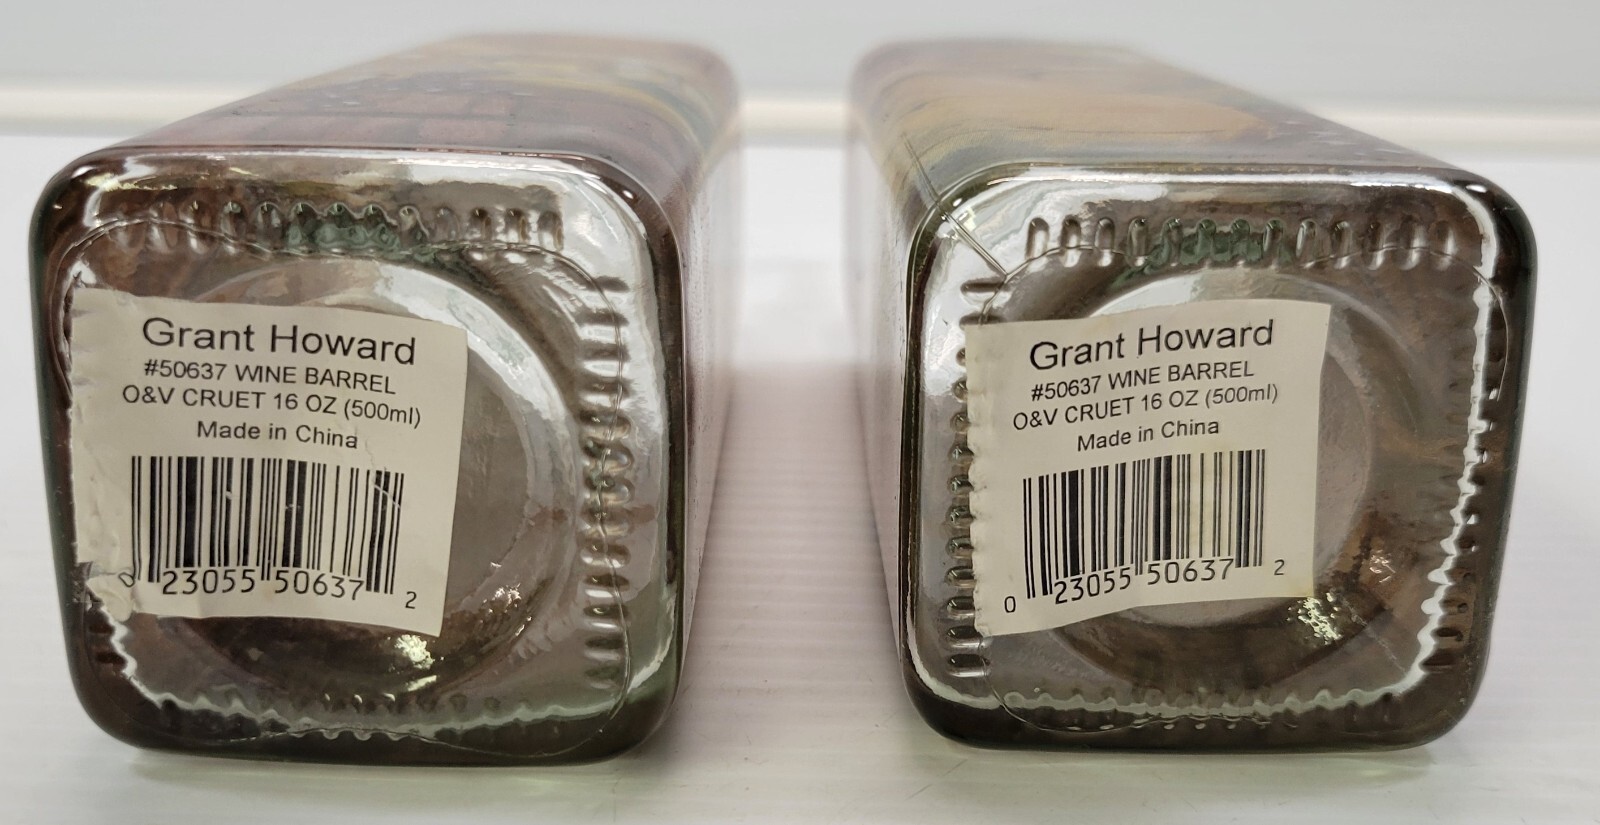 Grant Howard
#50637 WINE BARREL
O&V CRUET 16 OZ (500ml)
Made in China
0 23055 50637 2
Grant Howard
#50637 WINE BARREL
O&V CRUET 16 OZ (500ml)
Made in China
0 23055 50637 2